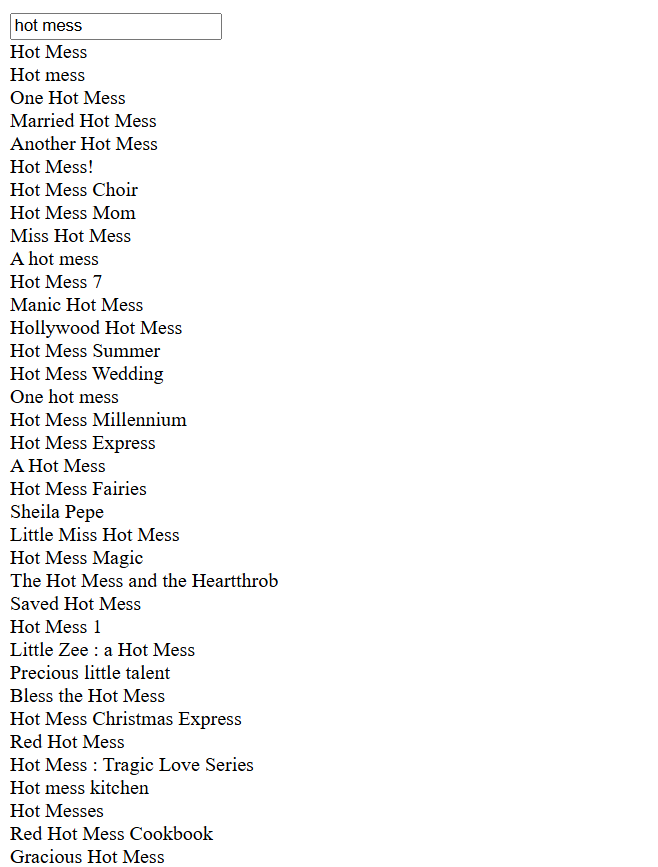 hot mess
Hot Mess
Hot mess
One Hot Mess
Married Hot Mess
Another Hot Mess
Hot Mess!
Hot Mess Choir
Hot Mess Mom
Miss Hot Mess
A hot mess
Hot Mess 7
Manic Hot Mess
Hollywood Hot Mess
Hot Mess Summer
Hot Mess Wedding
One hot mess
Hot Mess Millennium
Hot Mess Express
A Hot Mess
Hot Mess Fairies
Sheila Pepe
Little Miss Hot Mess
Hot Mess Magic
The Hot Mess and the Heartthrob
Saved Hot Mess
Hot Mess 1
Little Zee : a Hot Mess
Precious little talent
Bless the Hot Mess
Hot Mess Christmas Express
Red Hot Mess
Hot Mess : Tragic Love Series
Hot mess kitchen
Hot Messes
Red Hot Mess Cookbook
Gracious Hot Mess